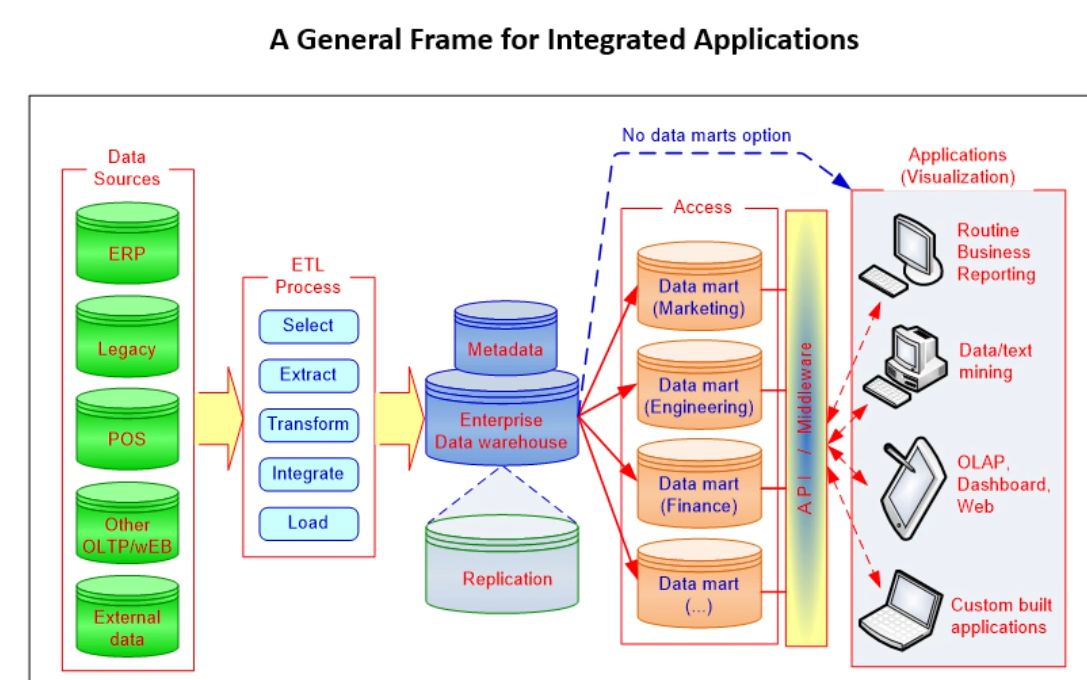 A General Frame for Integrated Applications
No data marts option
Data
Sources
ERP
Legacy
POS
Other
OLTP/wEB
External
data
ETL
Process
Select
Extract
Transform
Integrate
Load
Metadata
Enterprise
Data warehouse
Replication
Access
Data mart
(Marketing)
Data mart
(Engineering)
Data mart
(Finance)
Data mart
(...)
API / Middleware
Applications
(Visualization)
Routine
Business
Reporting
Data/text
mining
OLAP,
Dashboard,
Web
Custom built
applications